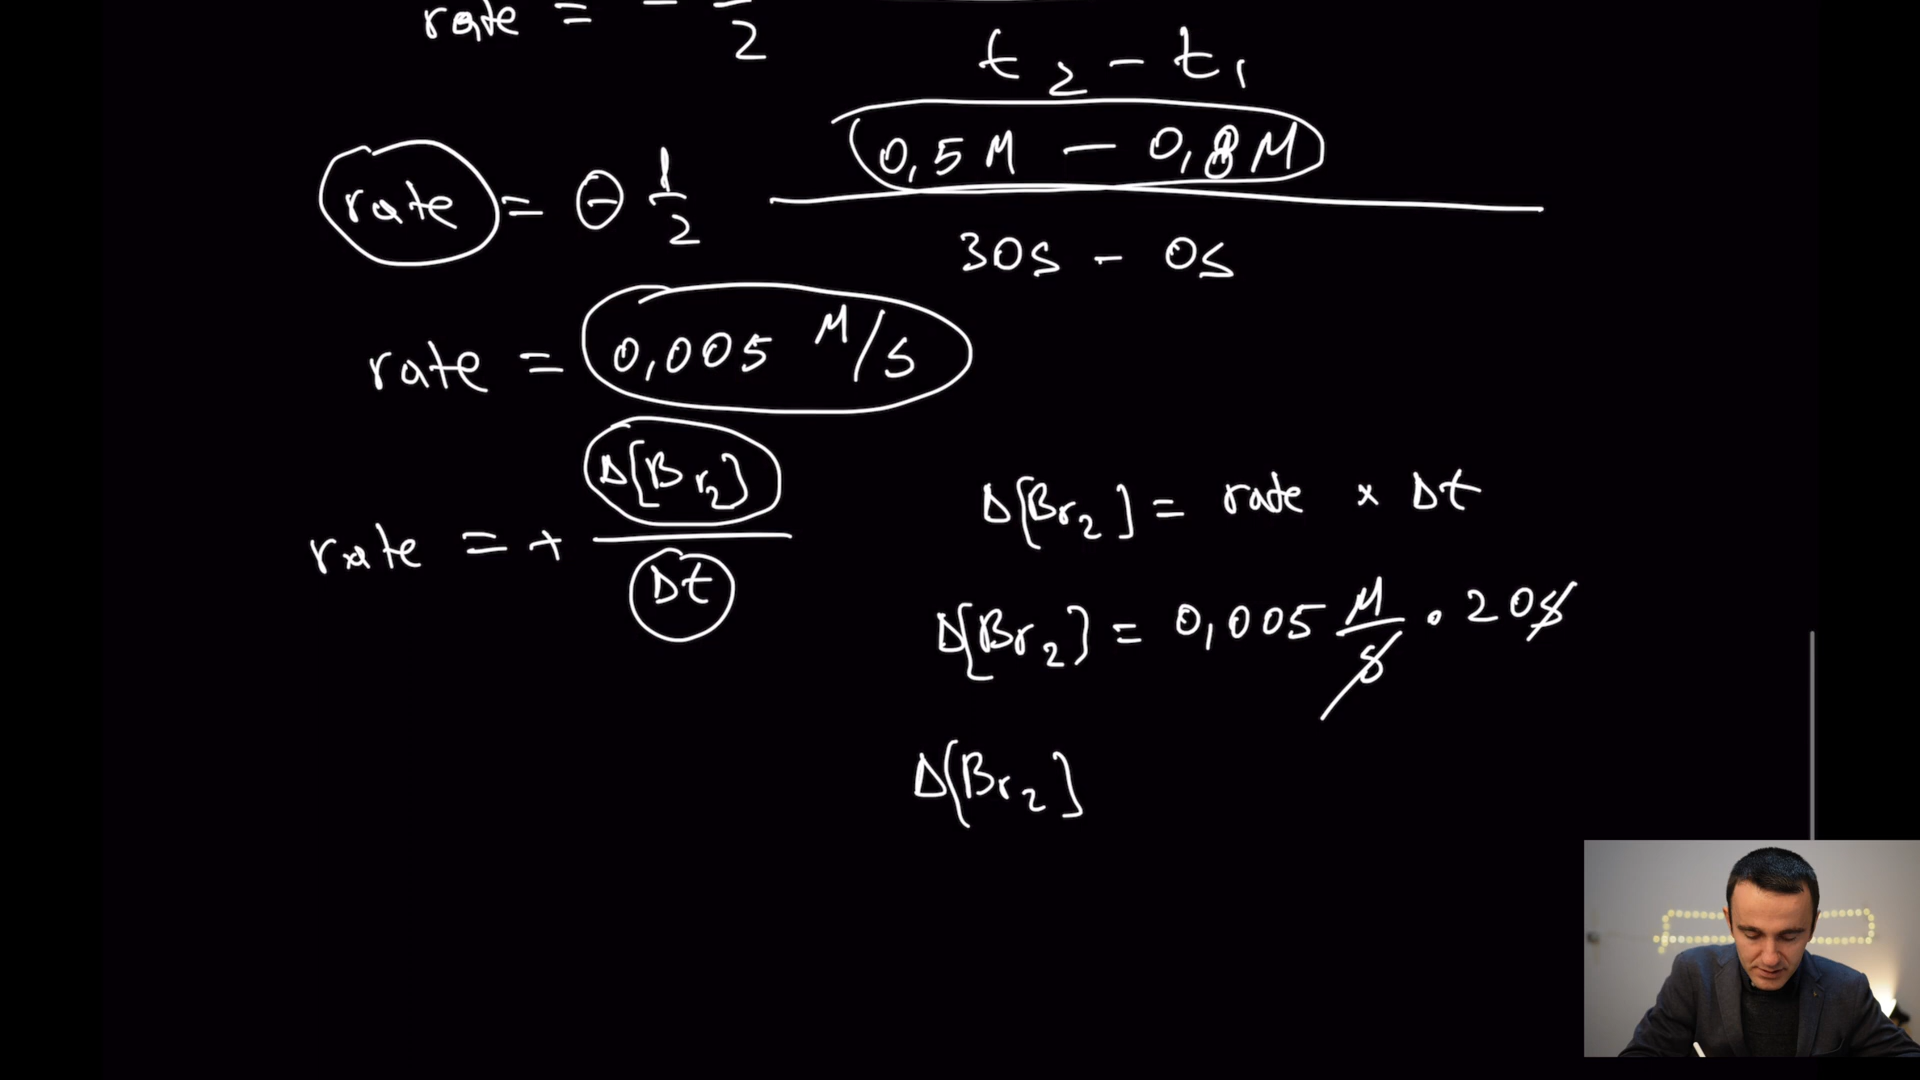 rate = - — 2
t₂ - t₁
0,5 M - 0,8 M
rate = - 1/2
30s - 0s
rate = 0,005 M/s
Δ[Br₂]
Δ[Br₂] = rate × Δt
rate = + —
Δt
Δ[Br₂] = 0,005 M/s · 20s
Δ[Br₂]